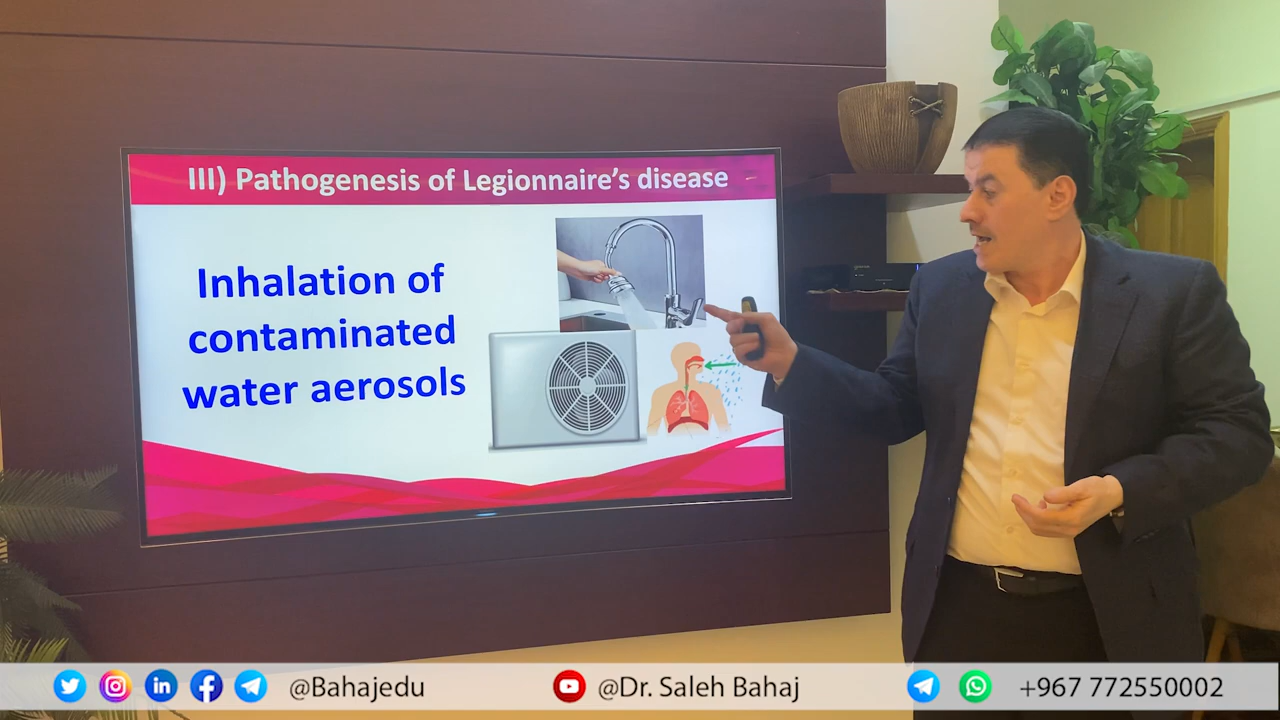 III) Pathogenesis of Legionnaire's disease
Inhalation of
contaminated
water aerosols
@Bahajedu
@Dr. Saleh Bahaj
+967 772550002